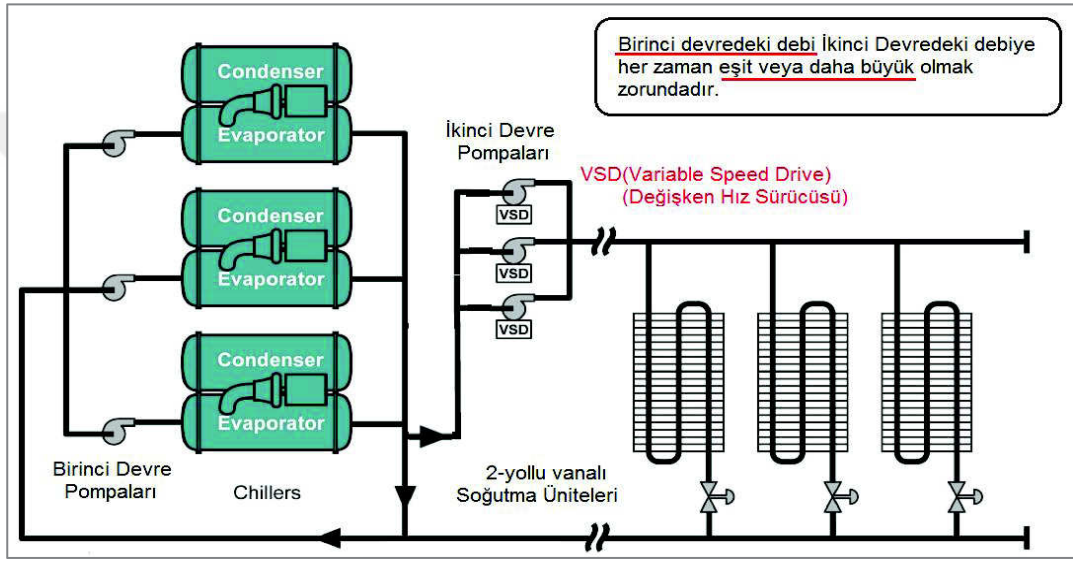 Birinci devredeki debi İkinci Devredeki debiye
her zaman eşit veya daha büyük olmak
zorundadır.
Condenser
Evaporator
İkinci Devre
Pompaları
VSD(Variable Speed Drive)
(Değişken Hız Sürücüsü)
VSD
Condenser
Evaporator
VSD
VSD
Condenser
Evaporator
Birinci Devre
Pompaları
Chillers
2-yollu vanalı
Soğutma Üniteleri